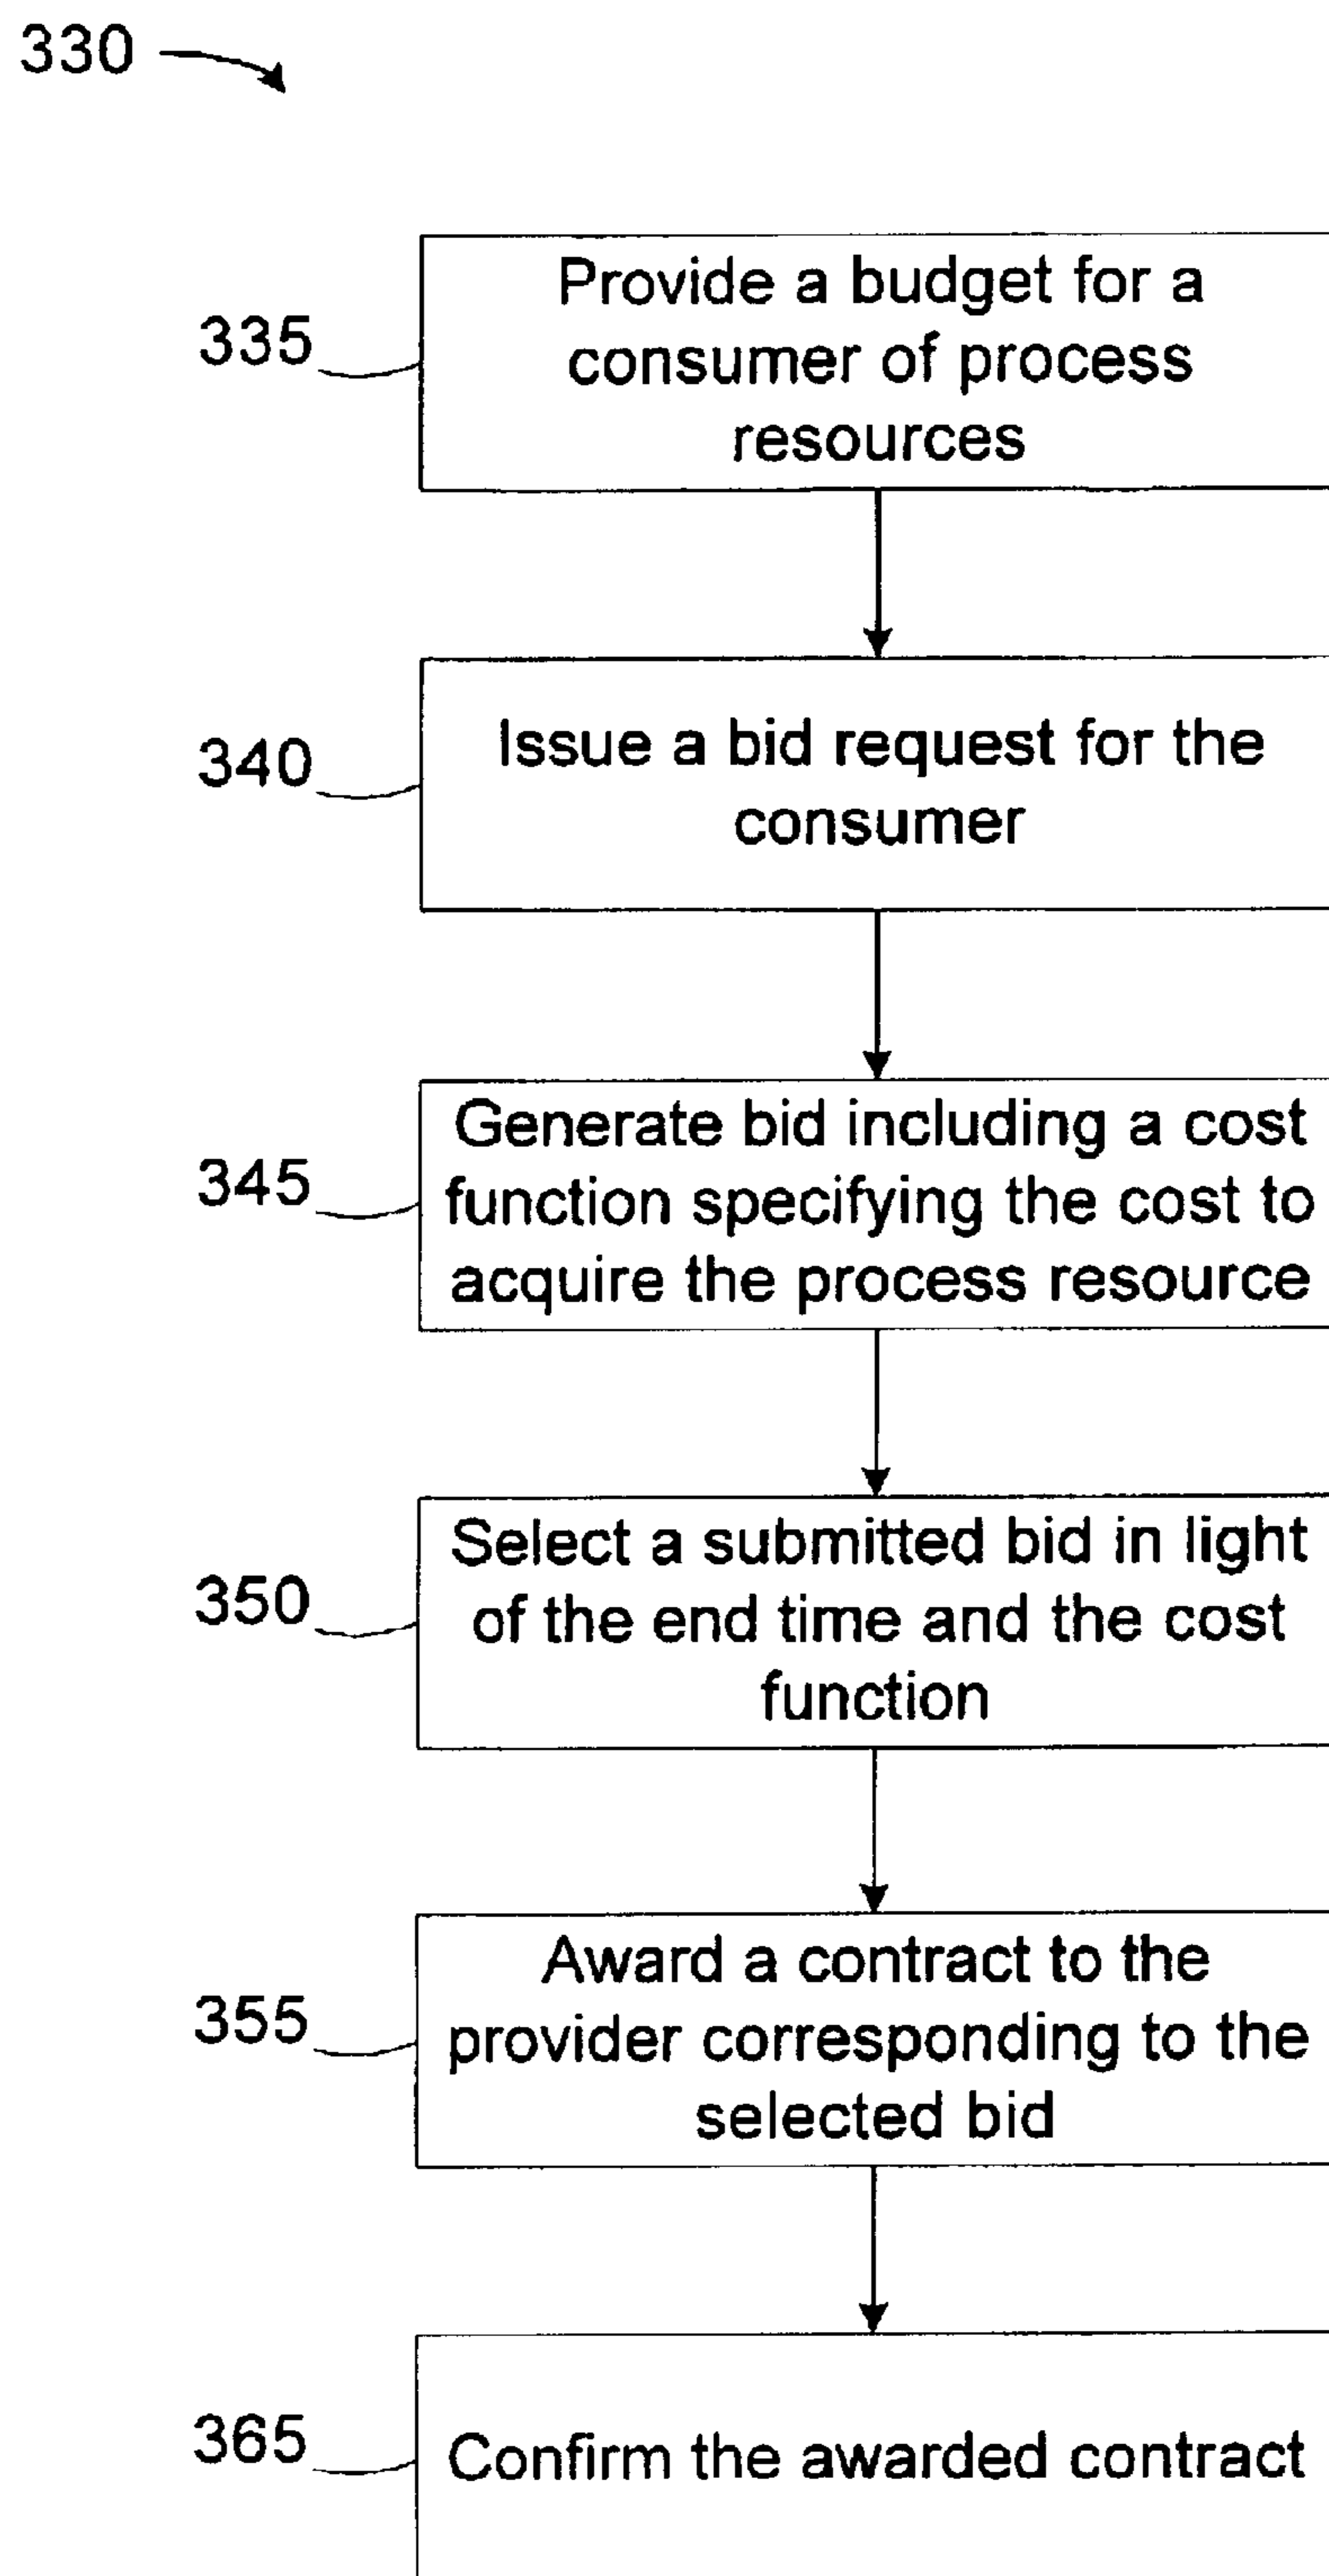 330
335
Provide a budget for a
consumer of process
resources
340
Issue a bid request for the
consumer
345
Generate bid including a cost
function specifying the cost to
acquire the process resource
350
Select a submitted bid in light
of the end time and the cost
function
355
Award a contract to the
provider corresponding to the
selected bid
365
Confirm the awarded contract